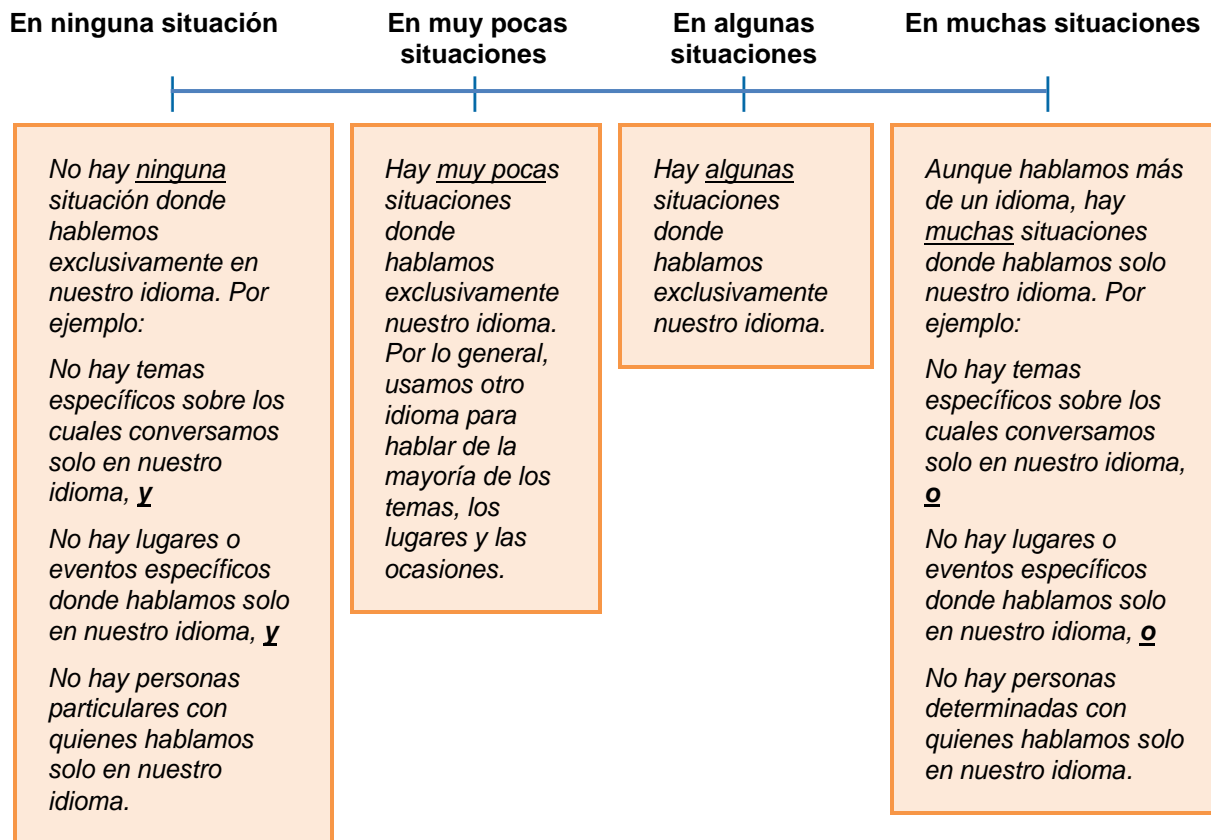 En ninguna situación
En muy pocas
situaciones
En algunas
situaciones
En muchas situaciones
No hay ninguna
situación donde
hablemos
exclusivamente en
nuestro idioma. Por
ejemplo:
No hay temas
específicos sobre los
cuales conversamos
solo en nuestro
idioma, y
No hay lugares o
eventos específicos
donde hablamos solo
en nuestro idioma, y
No hay personas
particulares con
quienes hablamos
solo en nuestro
idioma.
Hay muy pocas
situaciones
donde
hablamos
exclusivamente
nuestro idioma.
Por lo general,
usamos otro
idioma para
hablar de la
mayoría de los
temas, los
lugares y las
ocasiones.
Hay algunas
situaciones
donde
hablamos
exclusivamente
nuestro idioma.
Aunque hablamos más
de un idioma, hay
muchas situaciones
donde hablamos solo
nuestro idioma. Por
ejemplo:
No hay temas
específicos sobre los
cuales conversamos
solo en nuestro idioma,
o
No hay lugares o
eventos específicos
donde hablamos solo
en nuestro idioma, o
No hay personas
determinadas con
quienes hablamos solo
en nuestro idioma.